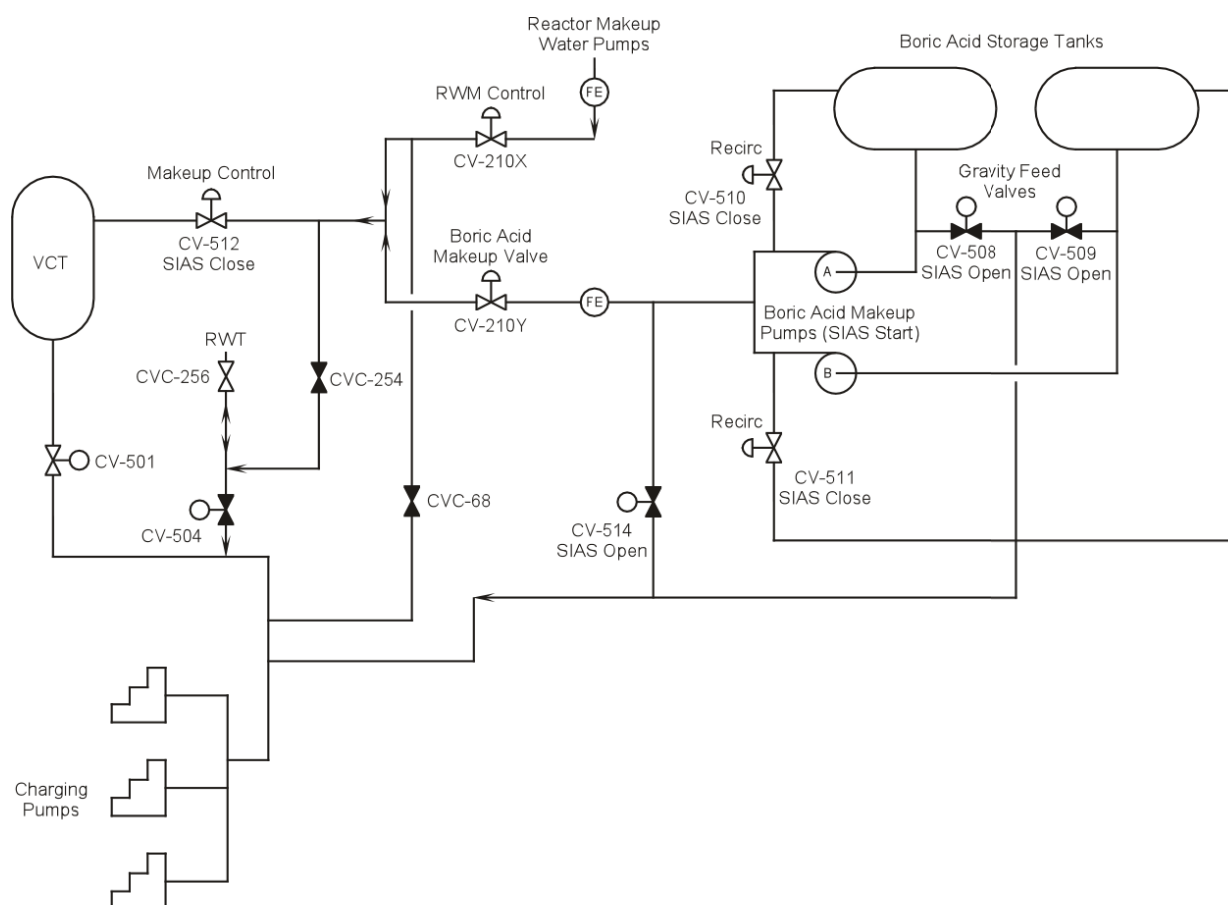 Reactor Makeup
Water Pumps
FE
RWM Control
CV-210X
Boric Acid Storage Tanks
Recirc
CV-510
SIAS Close
Gravity Feed
Valves
CV-508
SIAS Open
CV-509
SIAS Open
Makeup Control
CV-512
SIAS Close
VCT
Boric Acid
Makeup Valve
CV-210Y
FE
A
Boric Acid Makeup
Pumps (SIAS Start)
B
RWT
CVC-256
CVC-254
CV-501
CV-504
CVC-68
Recirc
CV-511
SIAS Close
CV-514
SIAS Open
Charging
Pumps